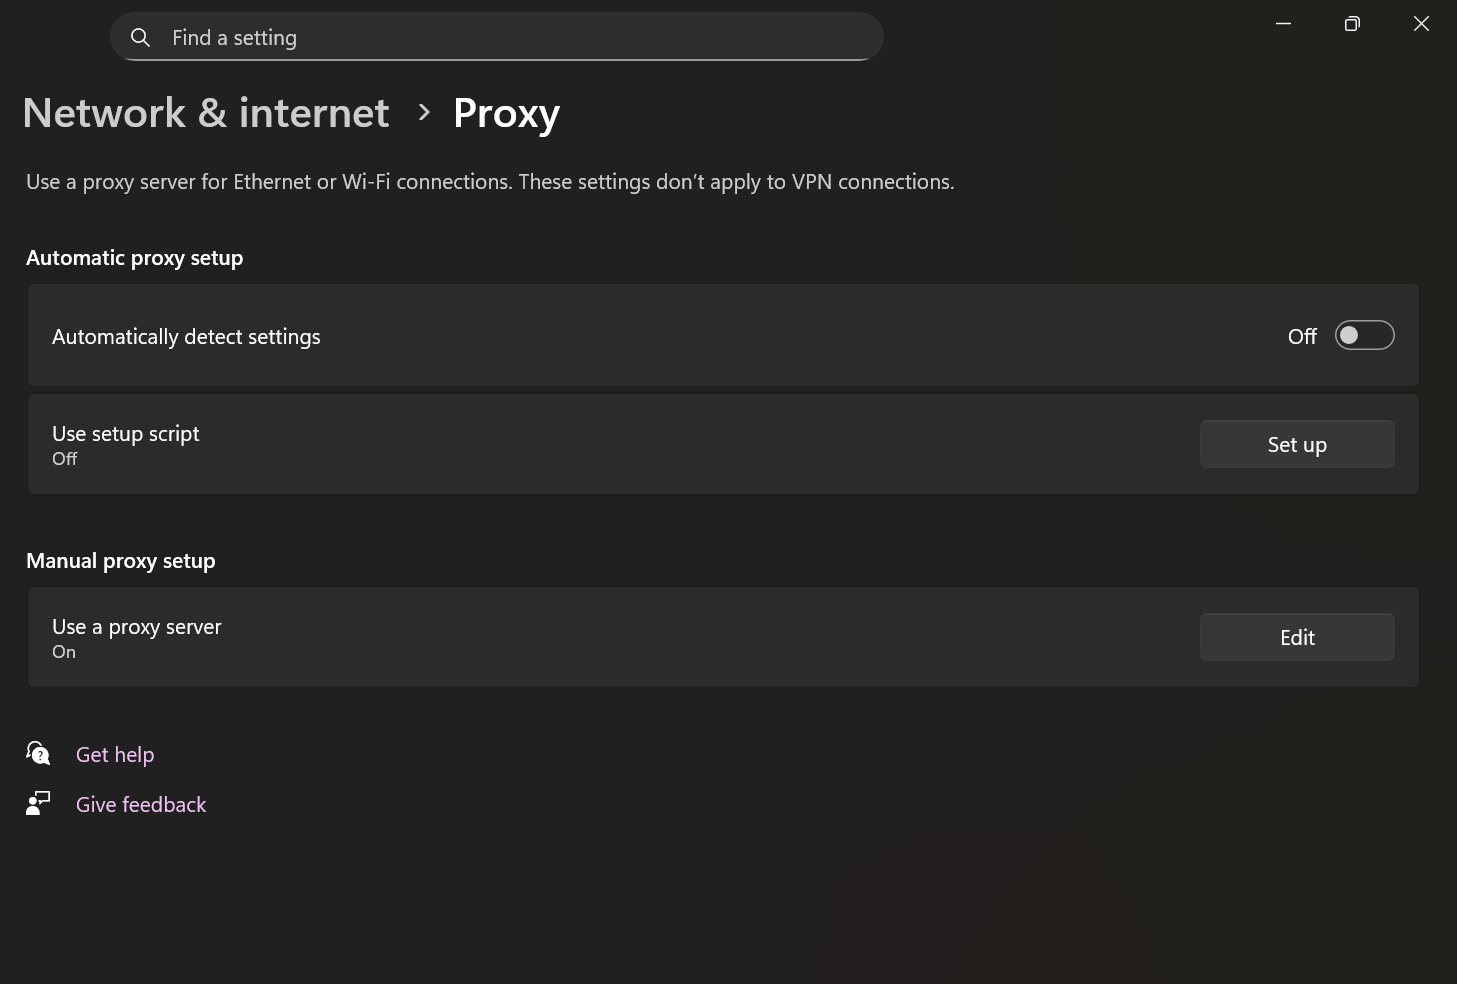 Find a setting
Network & internet > Proxy
Use a proxy server for Ethernet or Wi-Fi connections. These settings don’t apply to VPN connections.
Automatic proxy setup
Automatically detect settings
Off
Use setup script
Off
Set up
Manual proxy setup
Use a proxy server
On
Edit
Get help
Give feedback